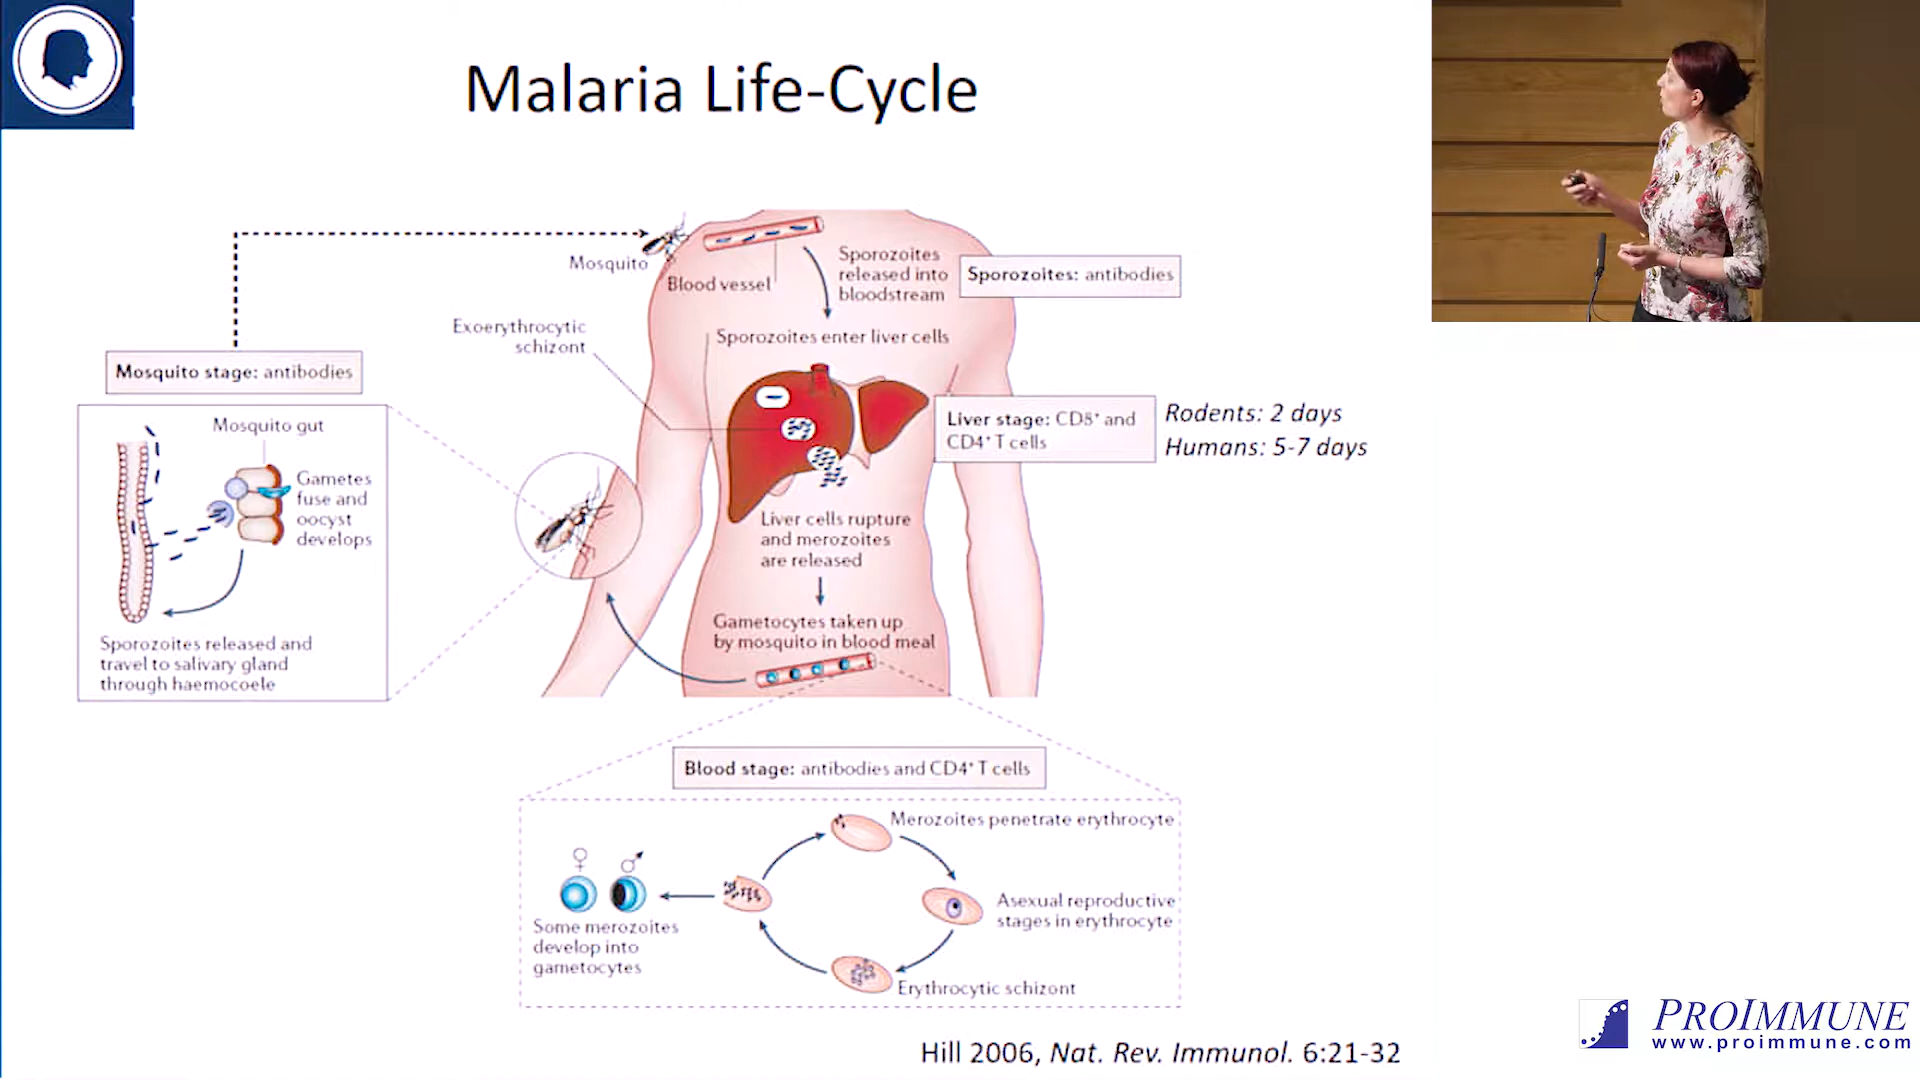 Malaria Life-Cycle
Mosquito
Blood vessel
Sporozoites
released into
bloodstream
Sporozoites: antibodies
Exoerythrocytic
schizont
Sporozoites enter liver cells
Mosquito stage: antibodies
Liver stage: CD8⁺ and
CD4⁺ T cells
Rodents: 2 days
Humans: 5-7 days
Mosquito gut
Gametes
fuse and
oocyst
develops
Sporozoites released and
travel to salivary gland
through haemocoele
Liver cells rupture
and merozoites
are released
Gametocytes taken up
by mosquito in blood meal
Blood stage: antibodies and CD4⁺ T cells
Merozoites penetrate erythrocyte
Asexual reproductive
stages in erythrocyte
Erythrocytic schizont
Some merozoites
develop into
gametocytes
Hill 2006, Nat. Rev. Immunol. 6:21-32
PROIMMUNE
www.proimmune.com